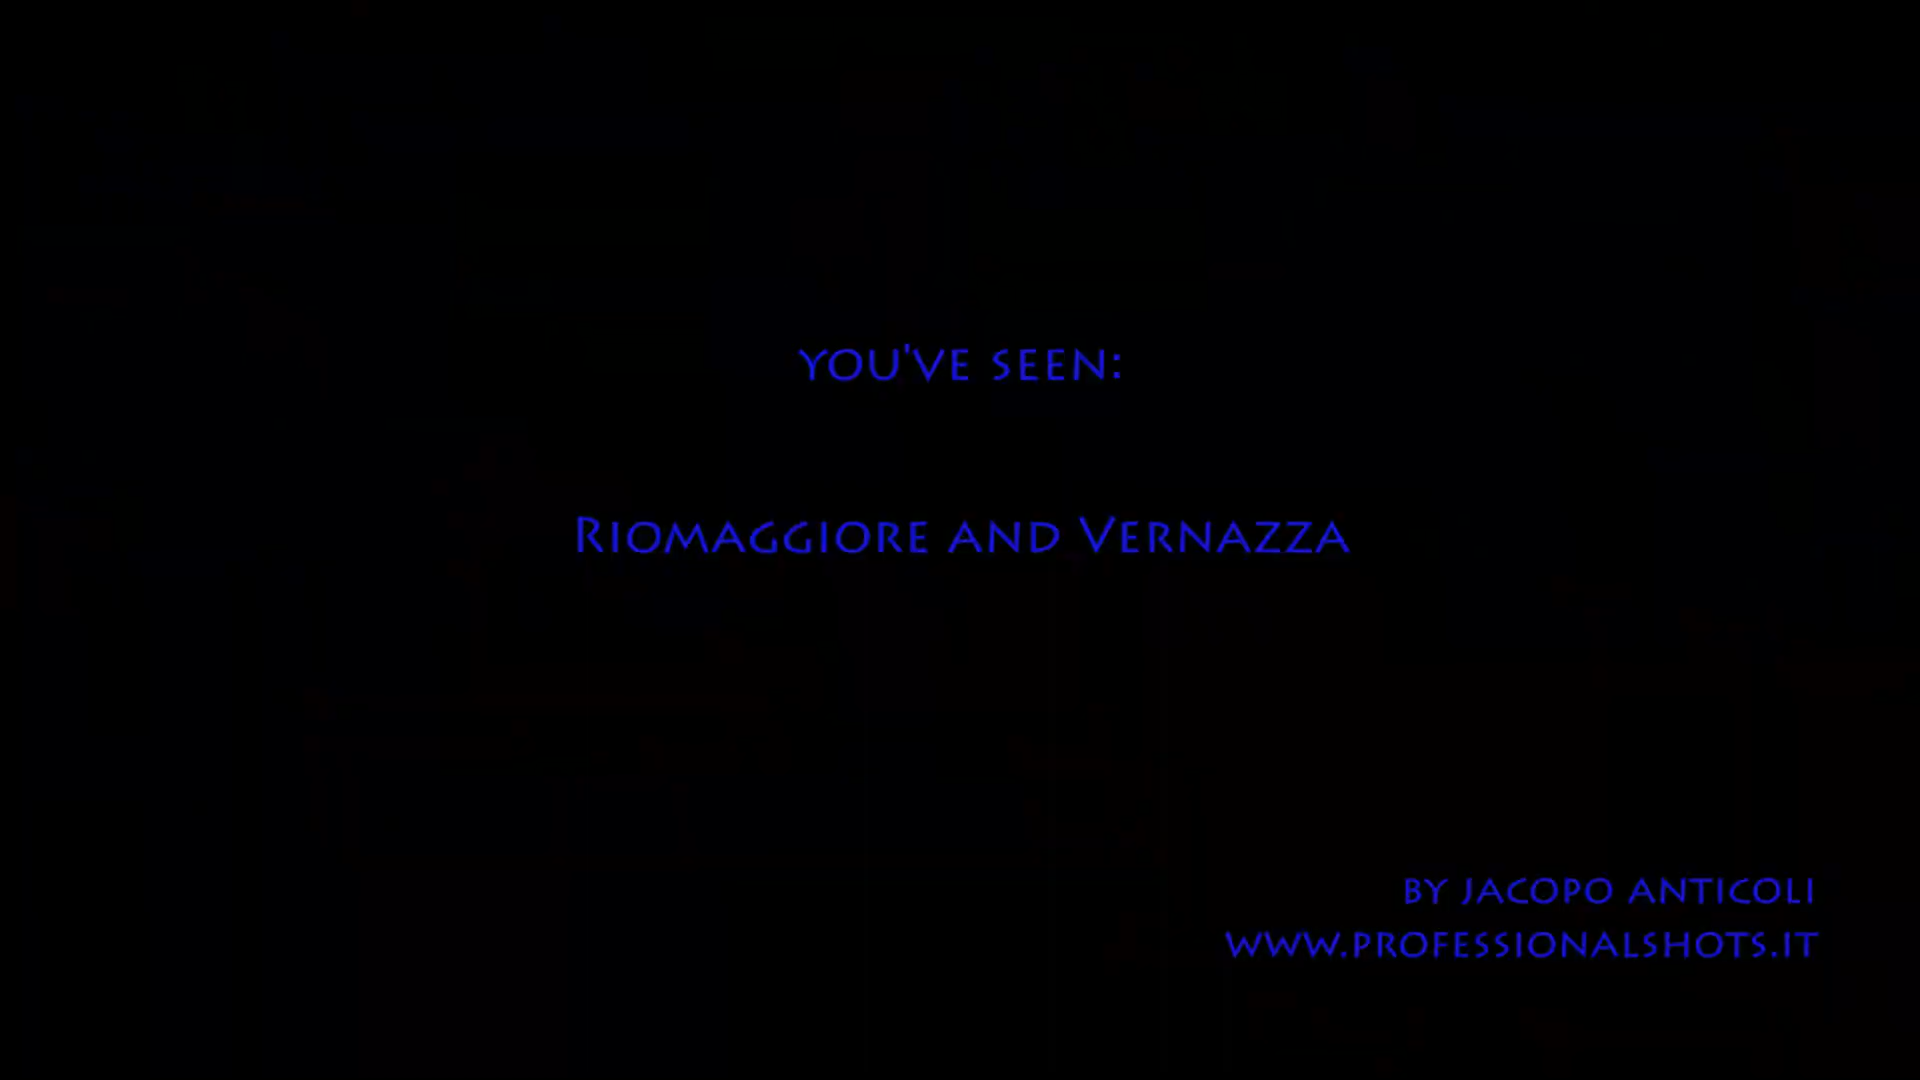 YOU'VE SEEN:
RIOMAGGIORE AND VERNAZZA
BY JACOPO ANTICOLI
WWW.PROFESSIONALSHOTS.IT